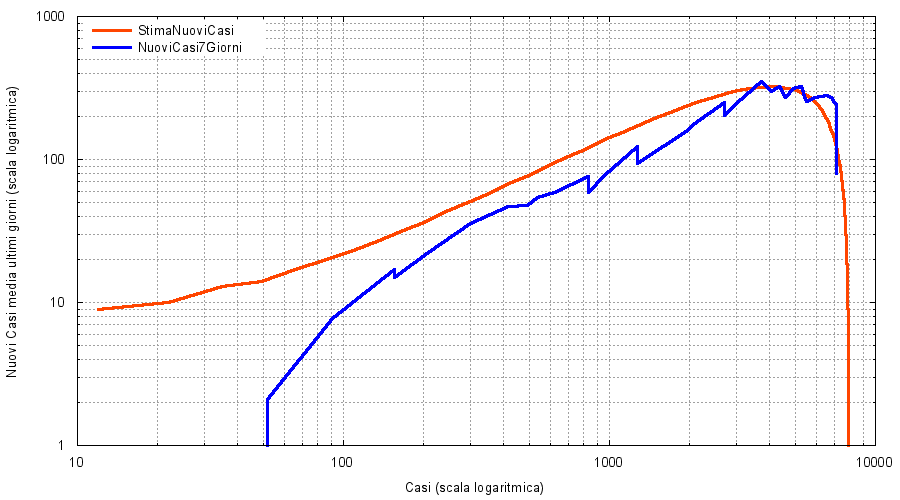 1000
StimaNuoviCasi
NuoviCasi7Giorni
100
10
1
Nuovi Casi media ultimi giorni (scala logaritmica)
10
100
1000
10000
Casi (scala logaritmica)